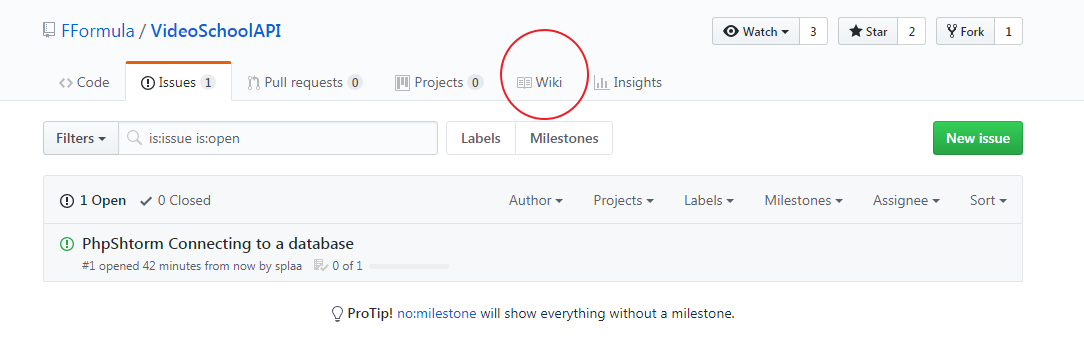 FFormula / VideoSchoolAPI Watch 3 Star 2 Fork 1
Code Issues 1 Pull requests 0 Projects 0 Wiki Insights
Filters is:issue is:open Labels Milestones New issue
1 Open 0 Closed Author Projects Labels Milestones Assignee Sort
PhpShtorm Connecting to a database
#1 opened 42 minutes from now by splaa 0 of 1
ProTip! no:milestone will show everything without a milestone.